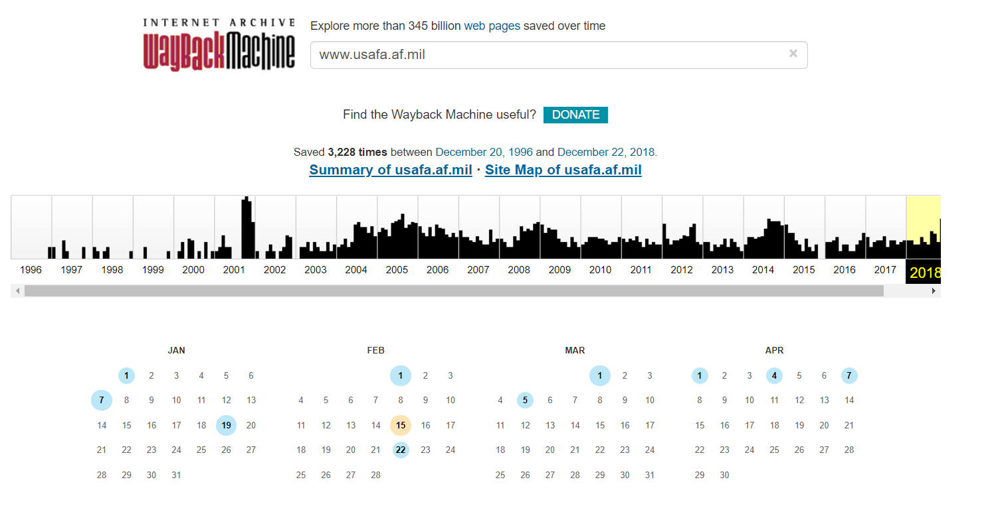 INTERNET ARCHIVE
WayBackMachine
Explore more than 345 billion web pages saved over time
www.usafa.af.mil ×
Find the Wayback Machine useful? DONATE
Saved 3,228 times between December 20, 1996 and December 22, 2018.
Summary of usafa.af.mil · Site Map of usafa.af.mil
1996 1997 1998 1999 2000 2001 2002 2003 2004 2005 2006 2007 2008 2009 2010 2011 2012 2013 2014 2015 2016 2017 2018
JAN
1 2 3 4 5 6
7 8 9 10 11 12 13
14 15 16 17 18 19 20
21 22 23 24 25 26 27
28 29 30 31
FEB
1 2 3
4 5 6 7 8 9 10
11 12 13 14 15 16 17
18 19 20 21 22 23 24
25 26 27 28
MAR
1 2 3
4 5 6 7 8 9 10
11 12 13 14 15 16 17
18 19 20 21 22 23 24
25 26 27 28 29 30 31
APR
1 2 3 4 5 6 7
8 9 10 11 12 13 14
15 16 17 18 19 20 21
22 23 24 25 26 27 28
29 30